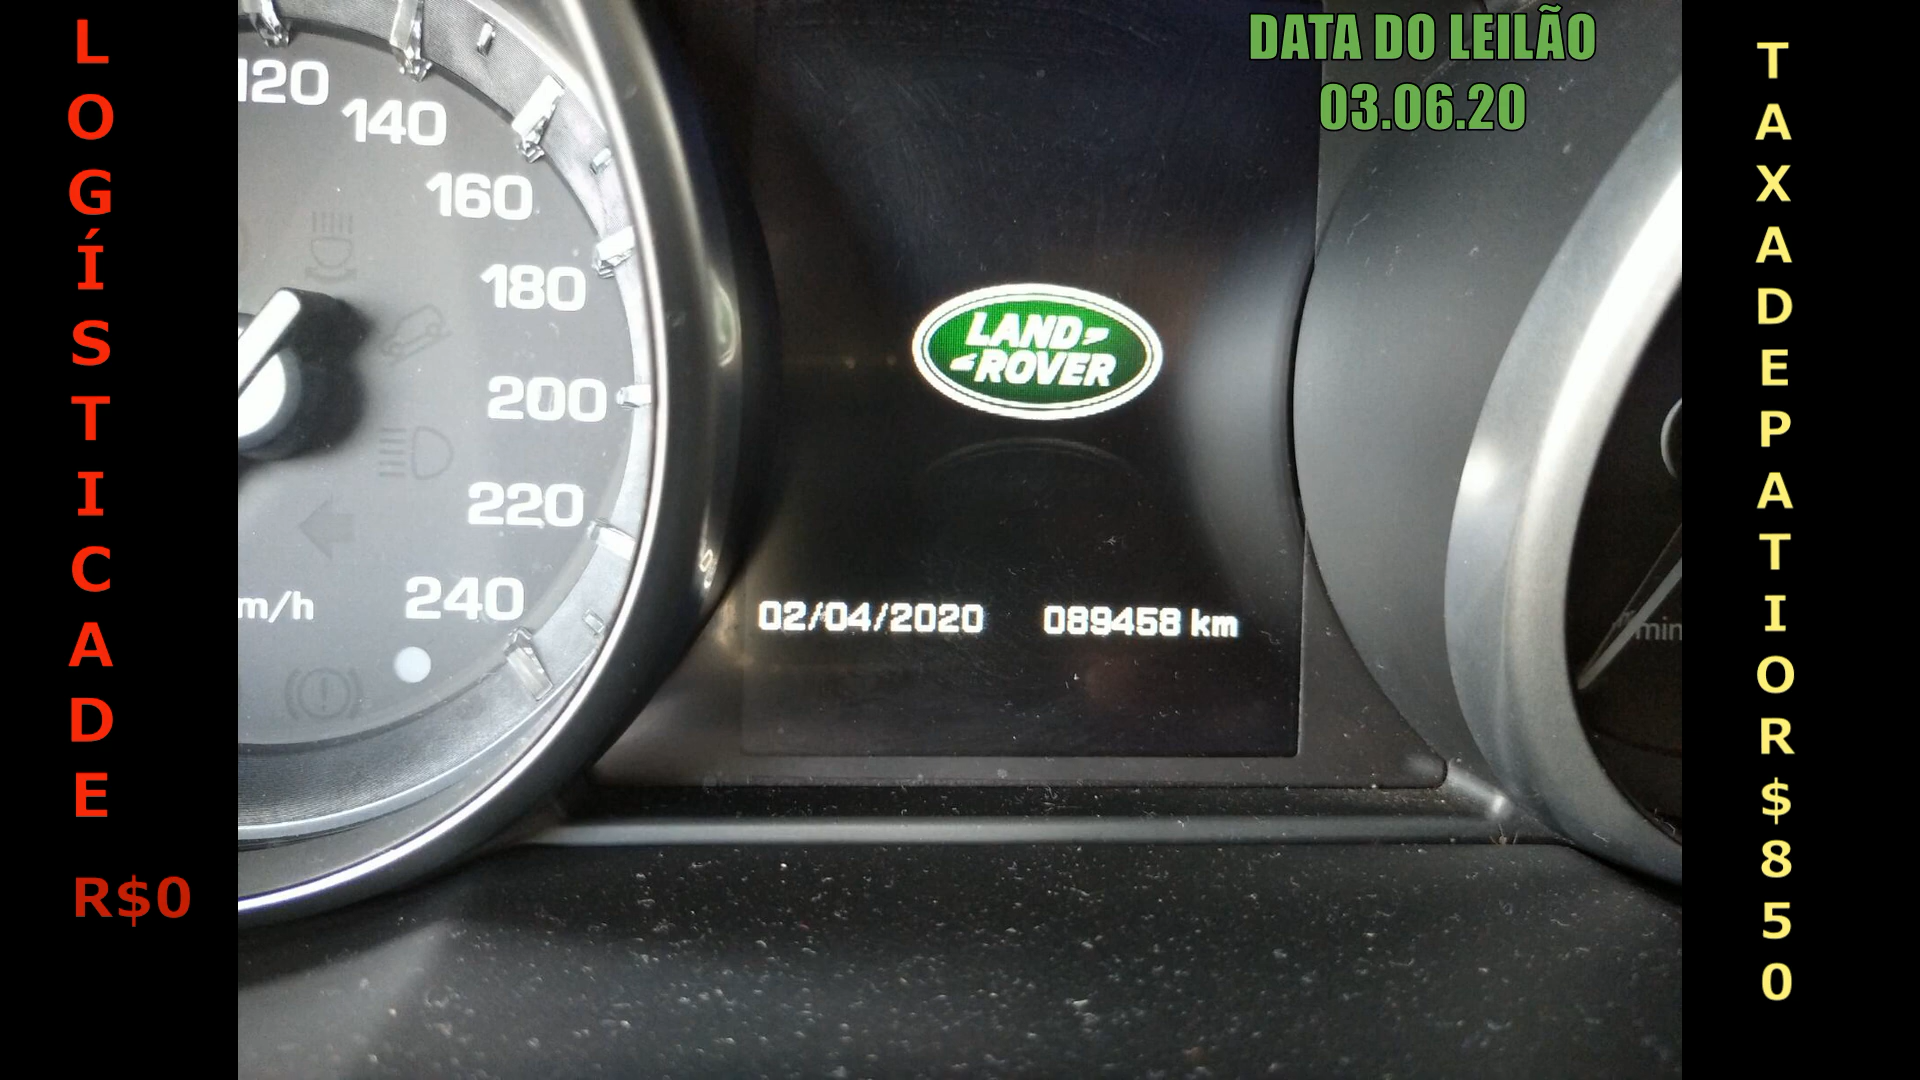 LOGÍSTICA DE
R$0
DATA DO LEILÃO
03.06.20
120
140
160
180
200
220
240
m/h
LAND
ROVER
02/04/2020 089458 km
min
TAXA DE PATIO R$850